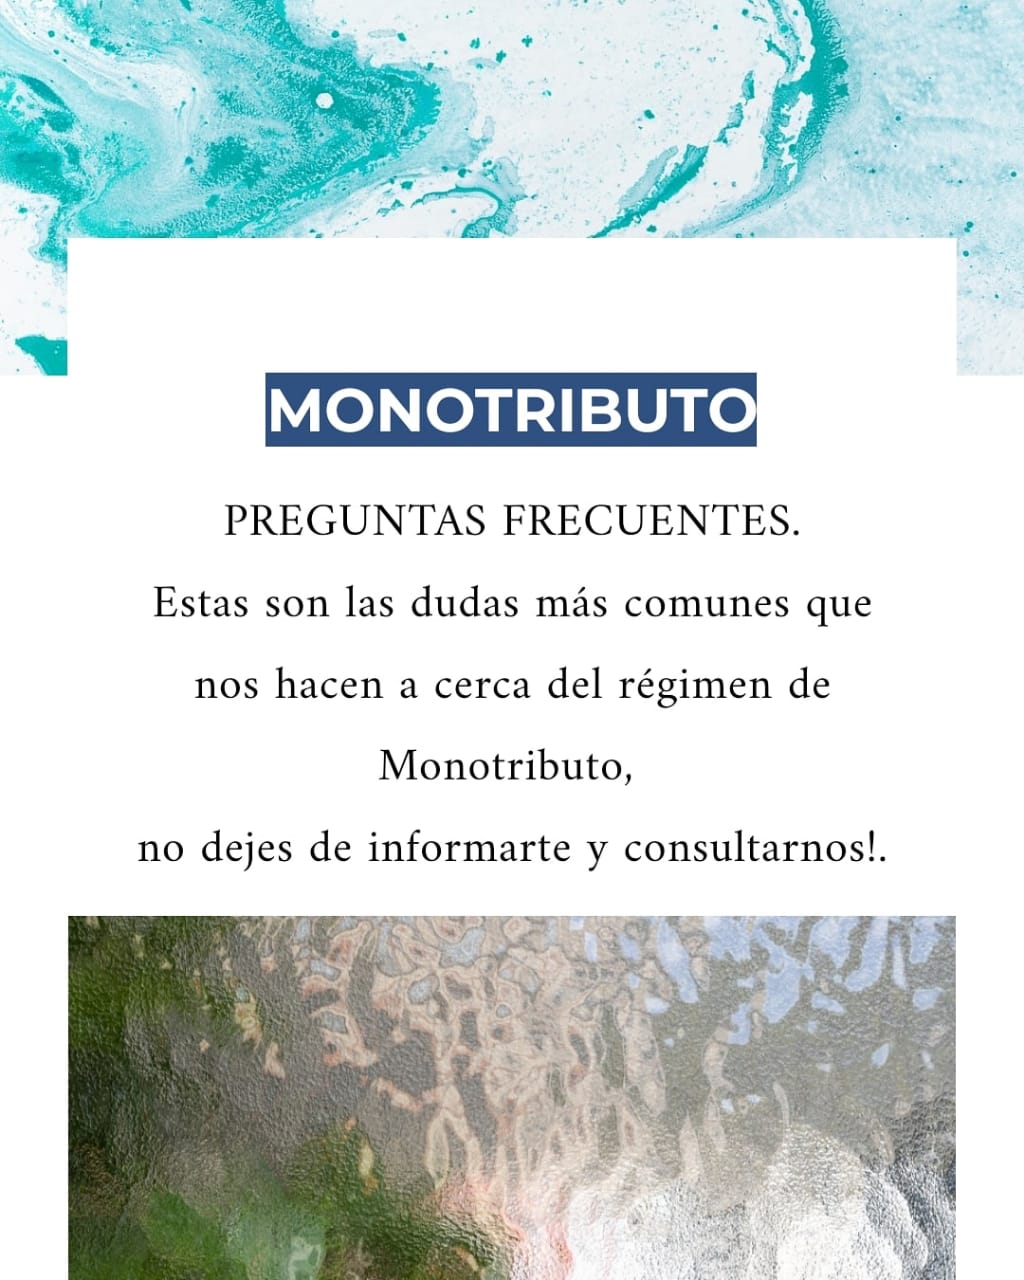 MONOTRIBUTO
PREGUNTAS FRECUENTES.
Estas son las dudas más comunes que
nos hacen a cerca del régimen de
Monotributo,
no dejes de informarte y consultarnos!.